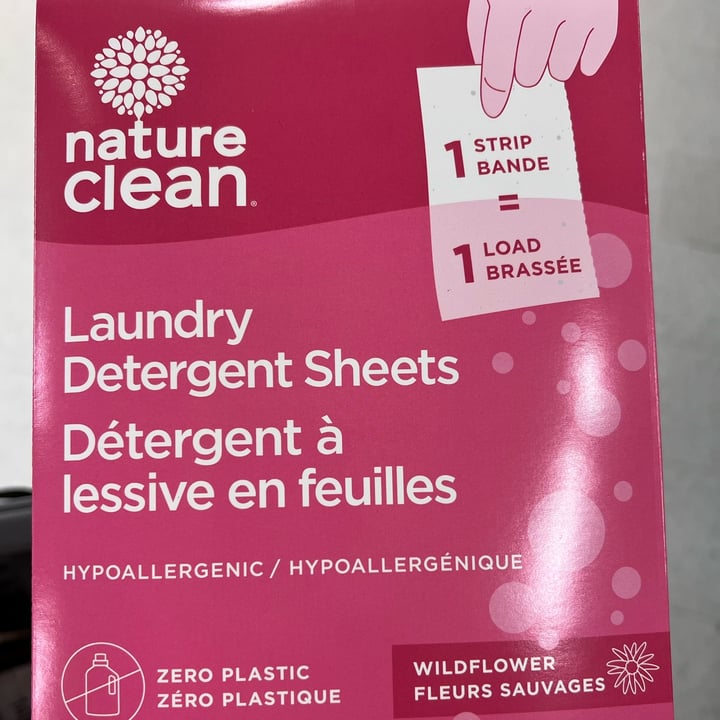 nature
clean®
1 STRIP
BANDE
=
1 LOAD
BRASSÉE
Laundry
Detergent Sheets
Détergent à
lessive en feuilles
HYPOALLERGENIC / HYPOALLERGÉNIQUE
ZERO PLASTIC
ZÉRO PLASTIQUE
WILDFLOWER
FLEURS SAUVAGES